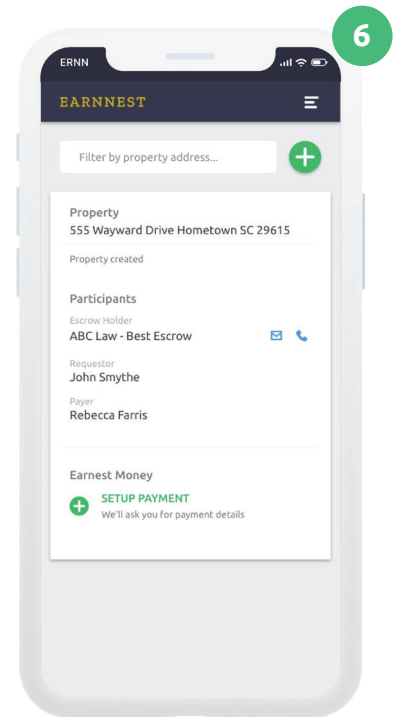 6
ERNN
EARNNEST
Filter by property address...
Property
555 Wayward Drive Hometown SC 29615
Property created
Participants
Escrow Holder
ABC Law - Best Escrow
Requestor
John Smythe
Payer
Rebecca Farris
Earnest Money
SETUP PAYMENT
We'll ask you for payment details